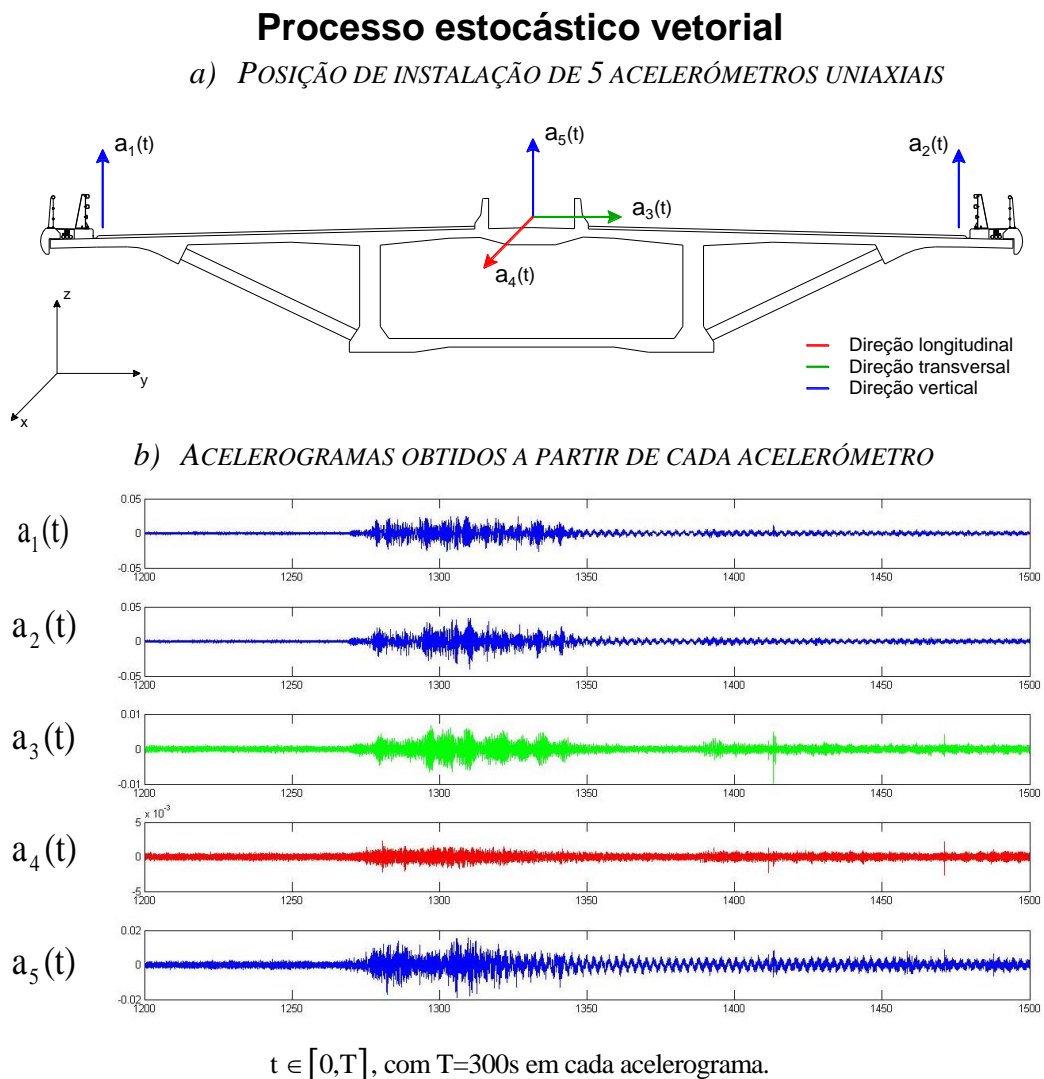 Processo estocástico vetorial
a) POSIÇÃO DE INSTALAÇÃO DE 5 ACELERÓMETROS UNIAXIAIS
a5(t)
a1(t)
a2(t)
a3(t)
a4(t)
z
y
x
Direção longitudinal
Direção transversal
Direção vertical
b) ACELEROGRAMAS OBTIDOS A PARTIR DE CADA ACELERÓMETRO
a1(t)
0.05
0
-0.05
1200 1250 1300 1350 1400 1450 1500
a2(t)
0.05
0
-0.05
1200 1250 1300 1350 1400 1450 1500
a3(t)
0.01
0
-0.01
1200 1250 1300 1350 1400 1450 1500
a4(t)
x 10^-3
5
0
-5
1200 1250 1300 1350 1400 1450 1500
a5(t)
0.02
0
-0.02
1200 1250 1300 1350 1400 1450 1500
t ∈ [0,T], com T=300s em cada acelerograma.